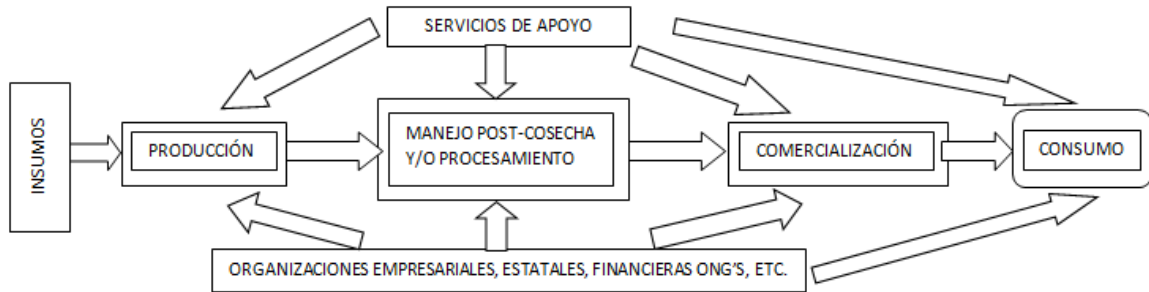 SERVICIOS DE APOYO
INSUMOS
PRODUCCIÓN
MANEJO POST-COSECHA
Y/O PROCESAMIENTO
COMERCIALIZACIÓN
CONSUMO
ORGANIZACIONES EMPRESARIALES, ESTATALES, FINANCIERAS ONG'S, ETC.